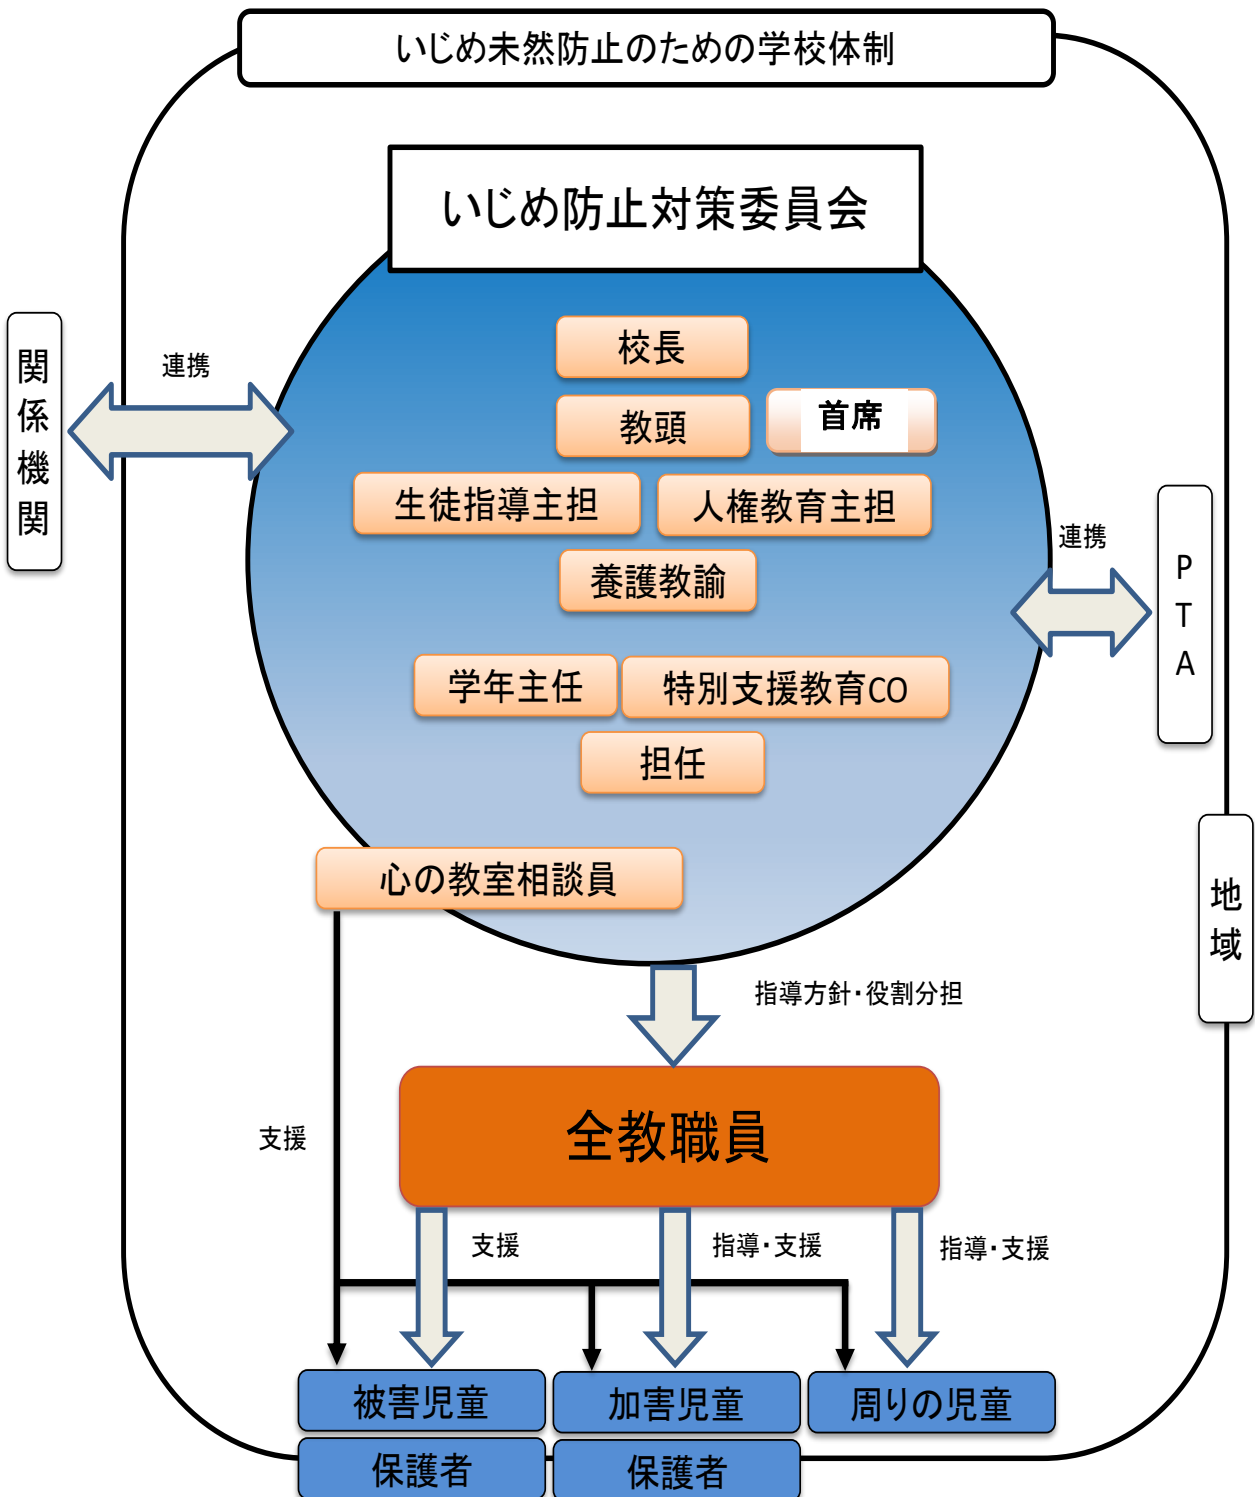 いじめ未然防止のための学校体制
いじめ防止対策委員会
校長
教頭
首席
生徒指導主担
人権教育主担
養護教諭
学年主任
特別支援教育CO
担任
心の教室相談員
関係機関
連携
連携
PTA
地域
指導方針・役割分担
全教職員
支援
支援
指導・支援
指導・支援
被害児童
加害児童
周りの児童
保護者
保護者